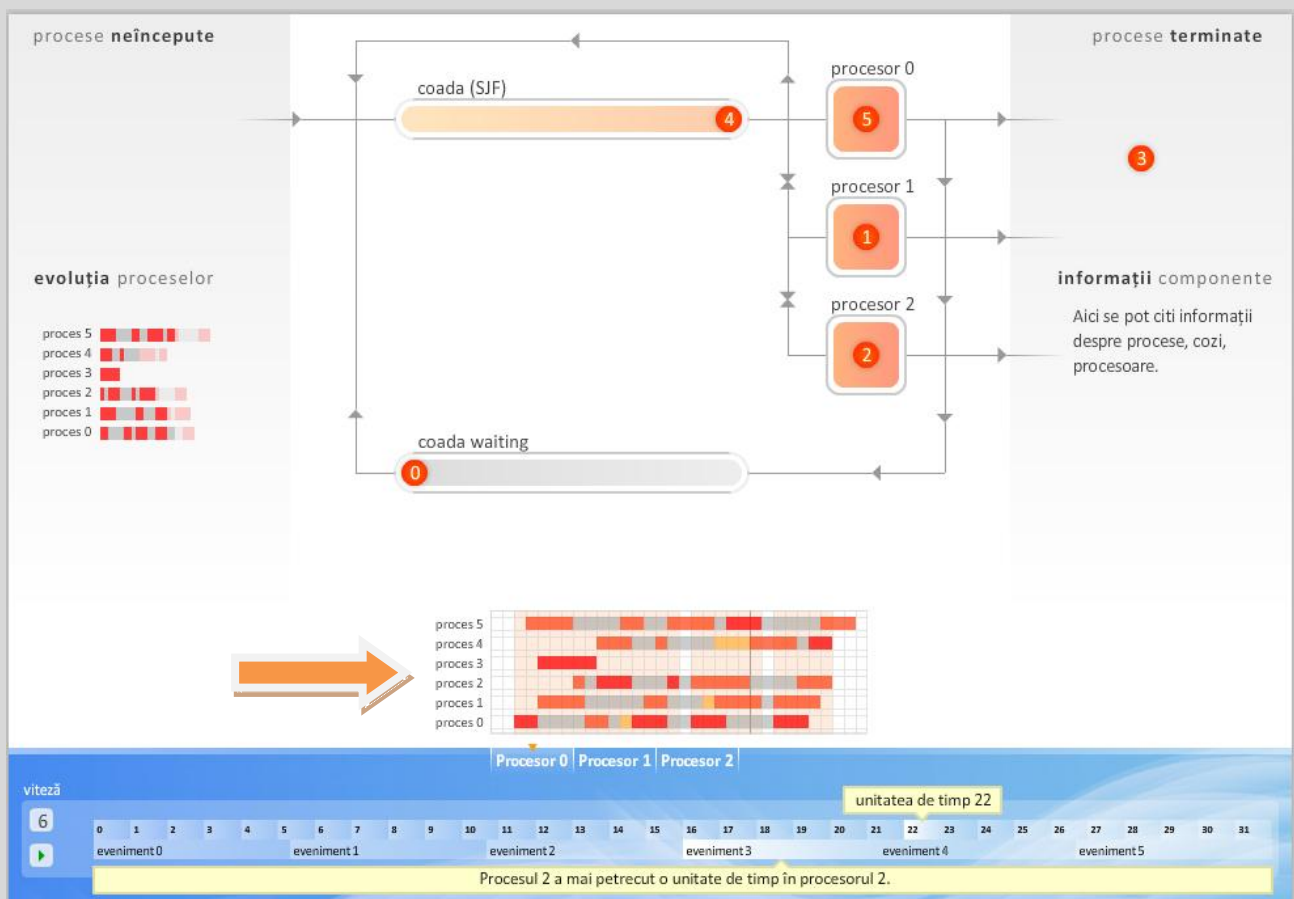 procese neîncepute
procese terminate
procesor 0
coada (SJF)
4
5
3
procesor 1
1
evoluția proceselor
informații componente
procesor 2
Aici se pot citi informații
despre procese, cozi,
procesoare.
2
proces 5
proces 4
proces 3
proces 2
proces 1
proces 0
coada waiting
0
proces 5
proces 4
proces 3
proces 2
proces 1
proces 0
Procesor 0 Procesor 1 Procesor 2
viteză
unitatea de timp 22
6
0 1 2 3 4 5 6 7 8 9 10 11 12 13 14 15 16 17 18 19 20 21 22 23 24 25 26 27 28 29 30 31
eveniment 0 eveniment 1 eveniment 2 eveniment 3 eveniment 4 eveniment 5
Procesul 2 a mai petrecut o unitate de timp în procesorul 2.